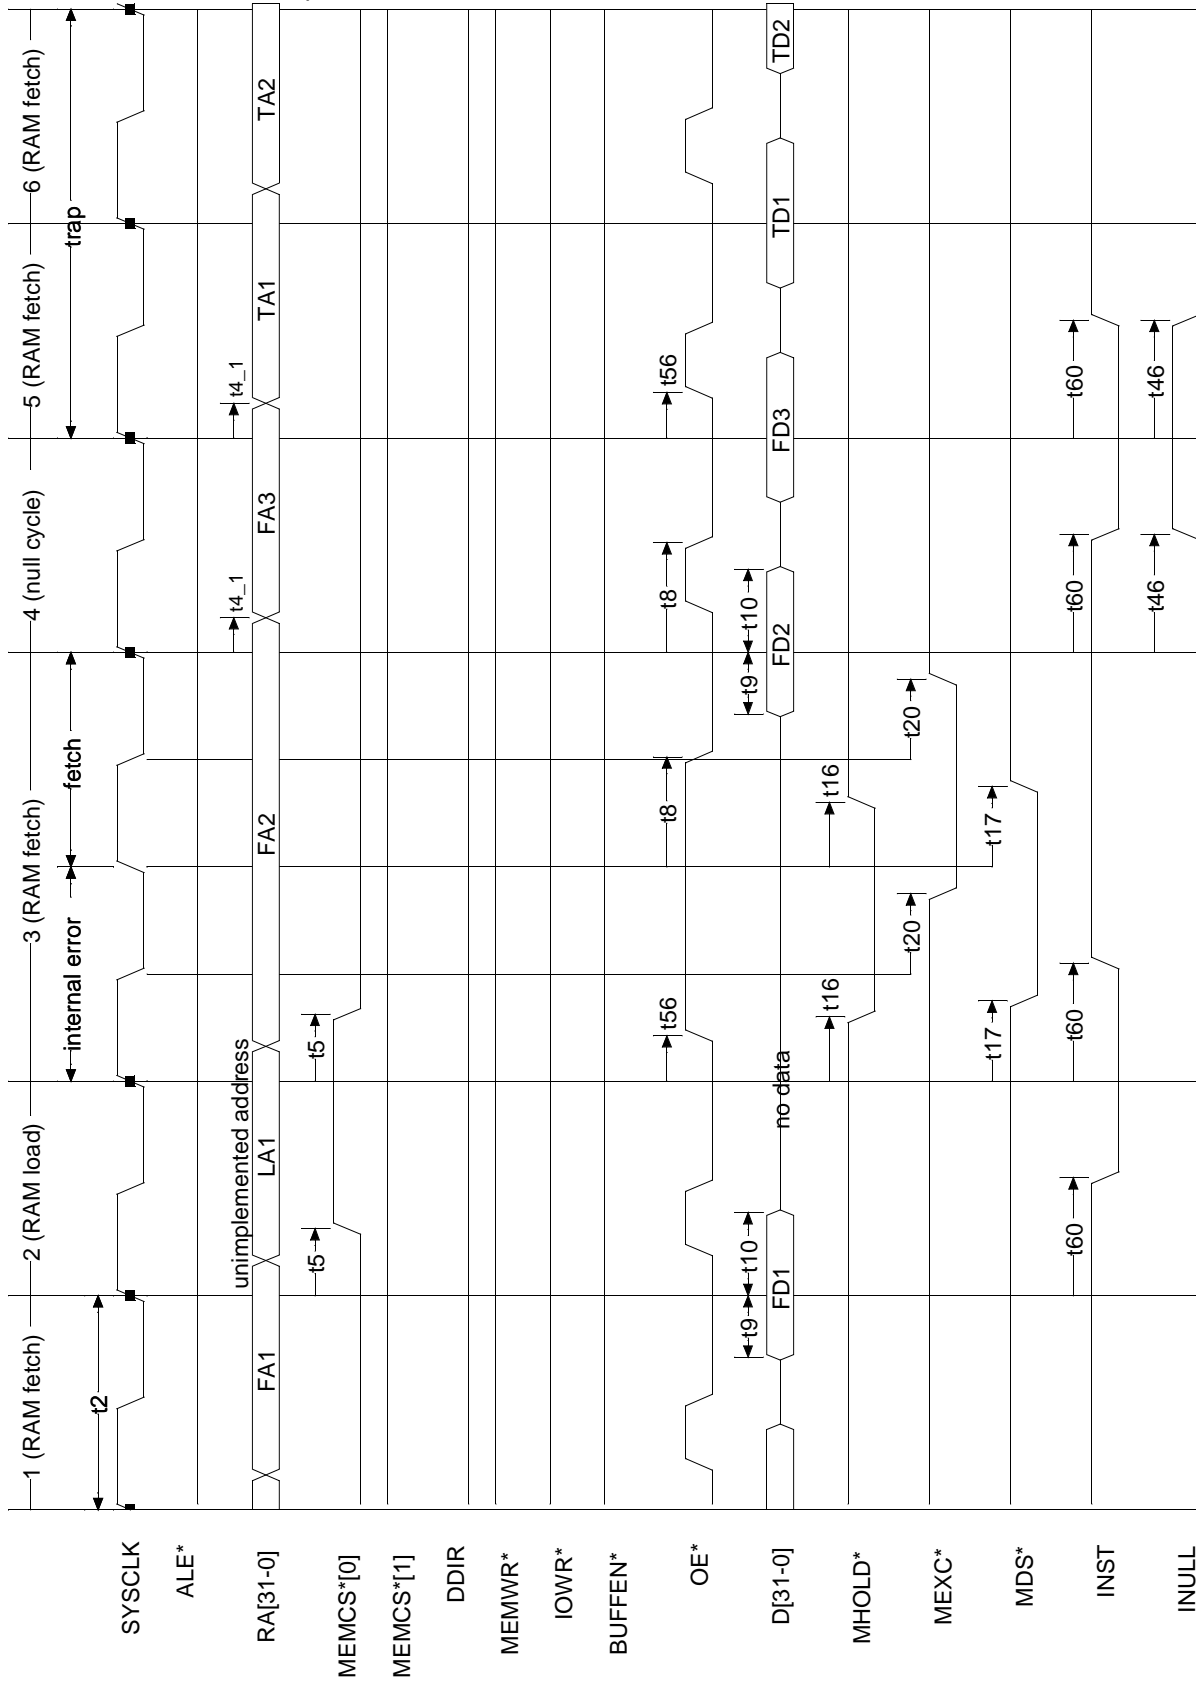 1 (RAM fetch)
2 (RAM load)
3 (RAM fetch)
4 (null cycle)
5 (RAM fetch)
6 (RAM fetch)
t2
internal error
fetch
trap
SYSCLK
ALE*
t4_1
t4_1
unimplemented address
RA[31-0]
FA1
LA1
FA2
FA3
TA1
TA2
t5
t5
MEMCS*[0]
MEMCS*[1]
DDIR
MEMWR*
IOWR*
BUFFEN*
t56
t8
t8
t56
OE*
t9
t10
t9
t10
D[31-0]
FD1
no data
FD2
FD3
TD1
TD2
t16
t16
MHOLD*
t20
t20
MEXC*
t17
t17
MDS*
t60
t60
t60
t60
INST
t46
t46
INULL